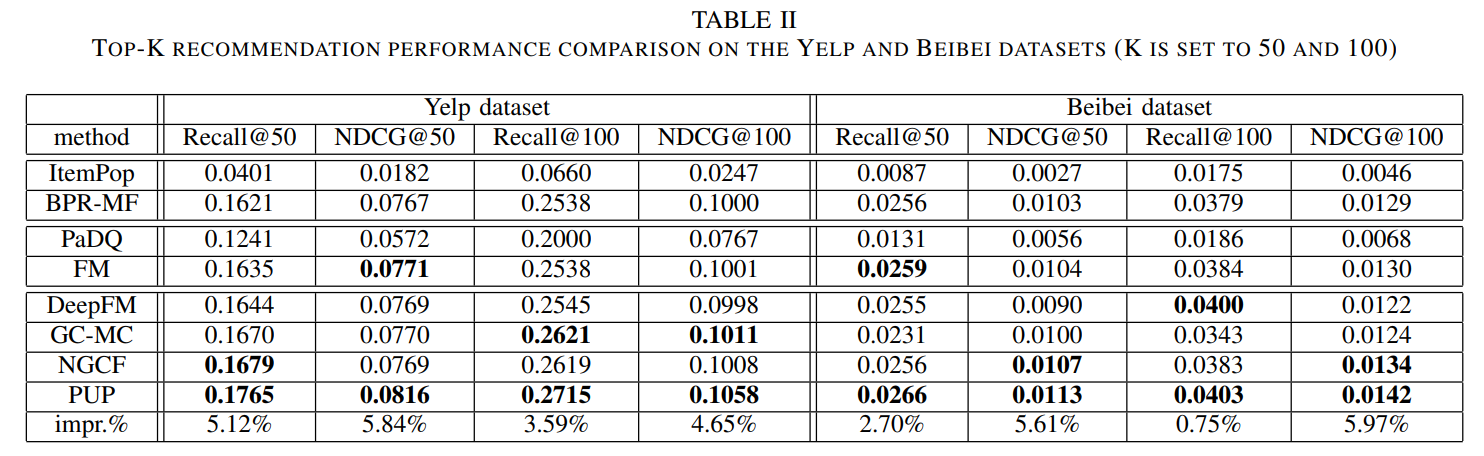 TABLE II
TOP-K RECOMMENDATION PERFORMANCE COMPARISON ON THE YELP AND BEIBEI DATASETS (K IS SET TO 50 AND 100)
Yelp dataset Beibei dataset
method Recall@50 NDCG@50 Recall@100 NDCG@100 Recall@50 NDCG@50 Recall@100 NDCG@100
ItemPop 0.0401 0.0182 0.0660 0.0247 0.0087 0.0027 0.0175 0.0046
BPR-MF 0.1621 0.0767 0.2538 0.1000 0.0256 0.0103 0.0379 0.0129
PaDQ 0.1241 0.0572 0.2000 0.0767 0.0131 0.0056 0.0186 0.0068
FM 0.1635 0.0771 0.2538 0.1001 0.0259 0.0104 0.0384 0.0130
DeepFM 0.1644 0.0769 0.2545 0.0998 0.0255 0.0090 0.0400 0.0122
GC-MC 0.1670 0.0770 0.2621 0.1011 0.0231 0.0100 0.0343 0.0124
NGCF 0.1679 0.0769 0.2619 0.1008 0.0256 0.0107 0.0383 0.0134
PUP 0.1765 0.0816 0.2715 0.1058 0.0266 0.0113 0.0403 0.0142
impr.% 5.12% 5.84% 3.59% 4.65% 2.70% 5.61% 0.75% 5.97%